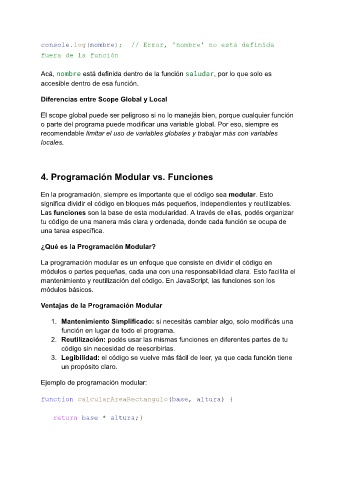 console.log(nombre);  // Error, 'nombre' no está definida
fuera de la función
Acá, nombre está definida dentro de la función saludar, por lo que solo es
accesible dentro de esa función.
Diferencias entre Scope Global y Local
El scope global puede ser peligroso si no lo manejás bien, porque cualquier función
o parte del programa puede modificar una variable global. Por eso, siempre es
recomendable limitar el uso de variables globales y trabajar más con variables
locales.
4. Programación Modular vs. Funciones
En la programación, siempre es importante que el código sea modular. Esto
significa dividir el código en bloques más pequeños, independientes y reutilizables.
Las funciones son la base de esta modularidad. A través de ellas, podés organizar
tu código de una manera más clara y ordenada, donde cada función se ocupa de
una tarea específica.
¿Qué es la Programación Modular?
La programación modular es un enfoque que consiste en dividir el código en
módulos o partes pequeñas, cada una con una responsabilidad clara. Esto facilita el
mantenimiento y reutilización del código. En JavaScript, las funciones son los
módulos básicos.
Ventajas de la Programación Modular
1. Mantenimiento Simplificado: si necesitás cambiar algo, solo modificás una
función en lugar de todo el programa.
2. Reutilización: podés usar las mismas funciones en diferentes partes de tu
código sin necesidad de reescribirlas.
3. Legibilidad: el código se vuelve más fácil de leer, ya que cada función tiene
un propósito claro.
Ejemplo de programación modular:
function calcularAreaRectangulo(base, altura) {
return base * altura;}